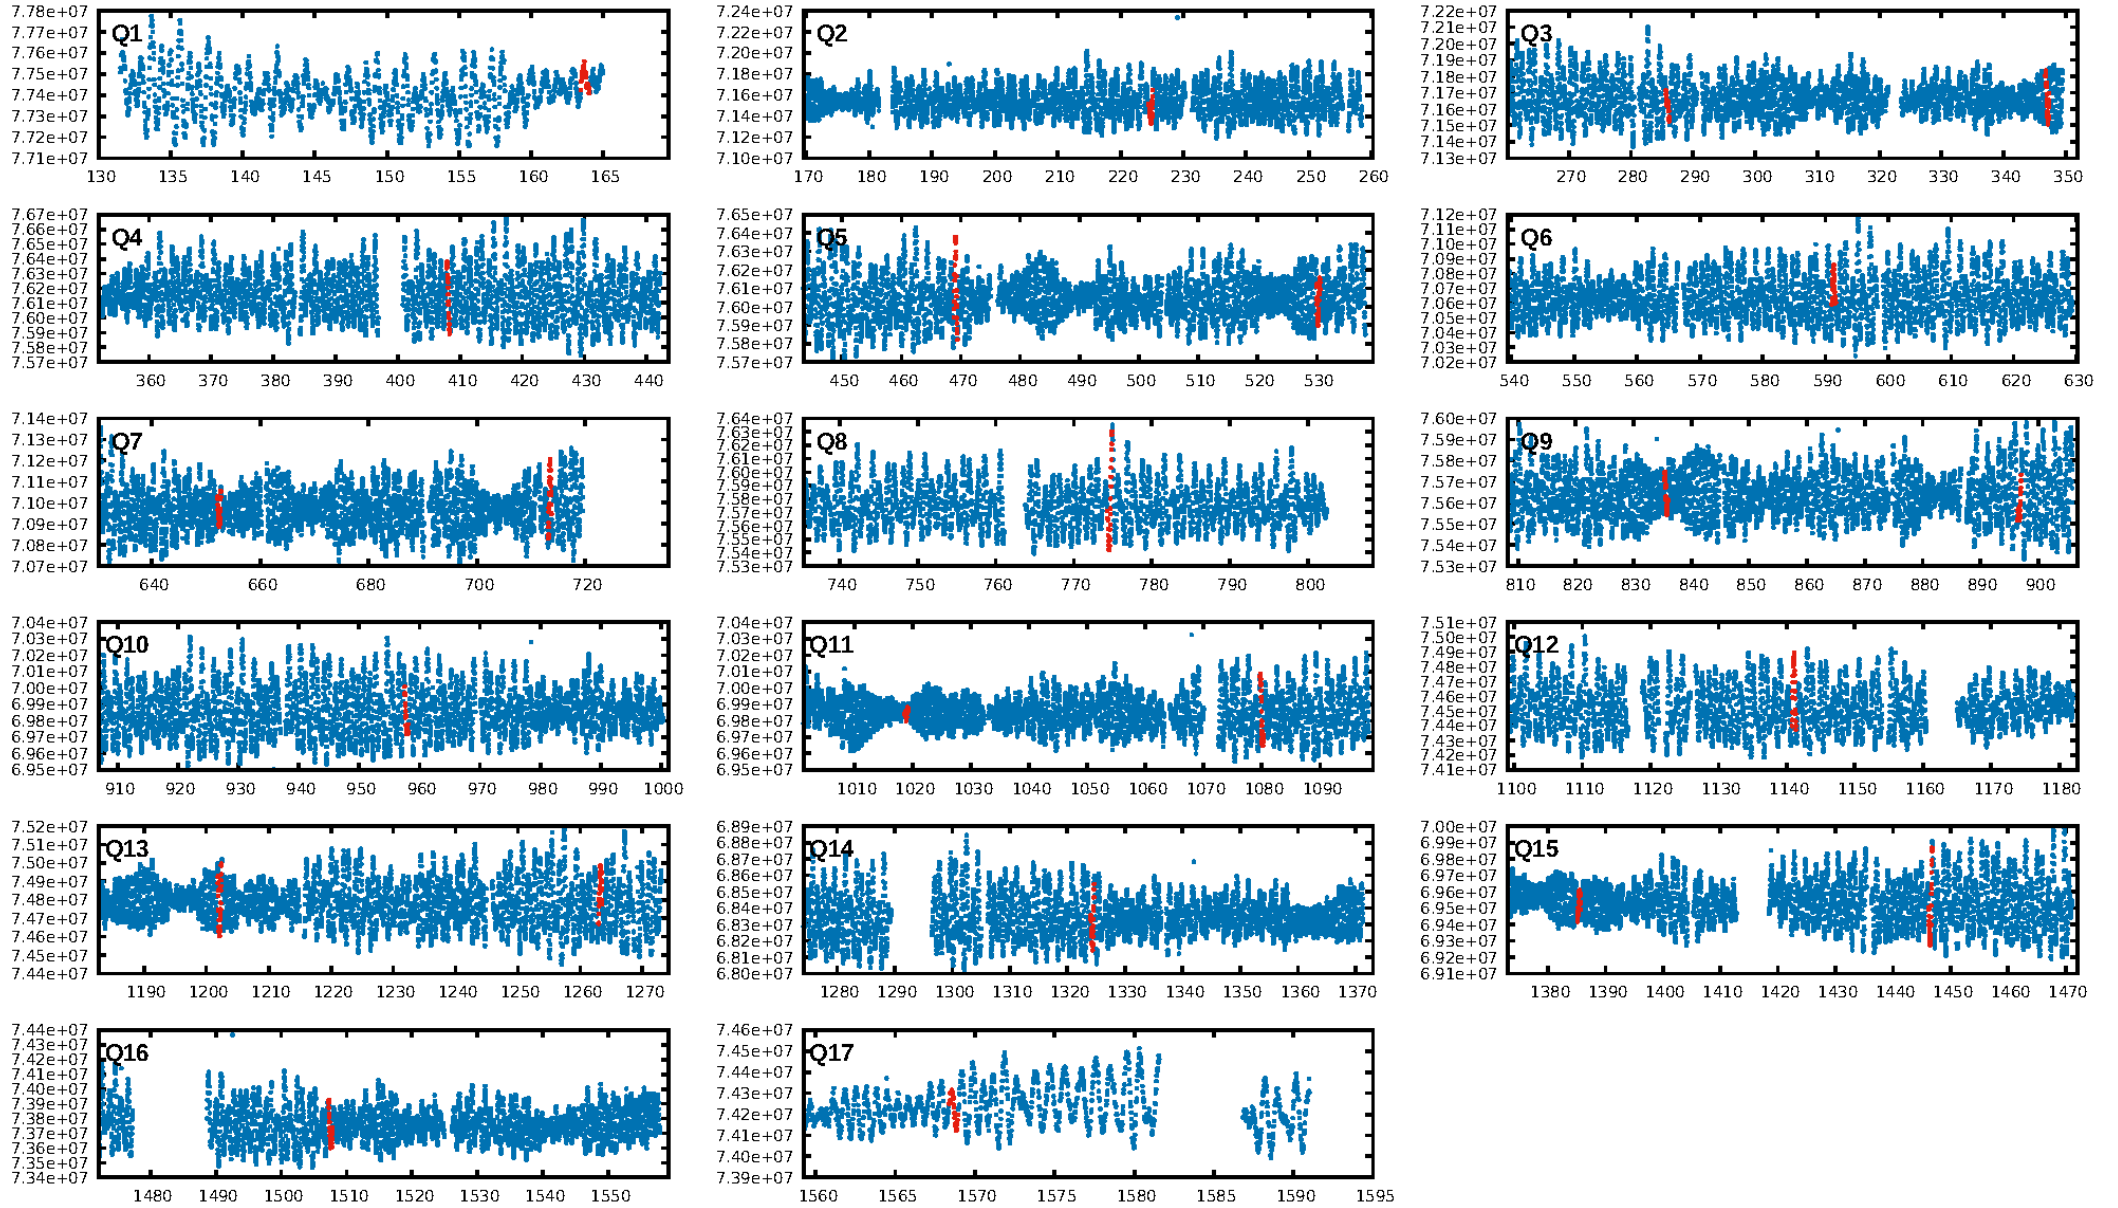 7.78e+07
7.77e+07
7.76e+07
7.75e+07
7.74e+07
7.73e+07
7.72e+07
7.71e+07
Q1
130 135 140 145 150 155 160 165
7.24e+07
7.22e+07
7.20e+07
7.18e+07
7.16e+07
7.14e+07
7.12e+07
7.10e+07
Q2
170 180 190 200 210 220 230 240 250 260
7.22e+07
7.21e+07
7.20e+07
7.19e+07
7.18e+07
7.17e+07
7.16e+07
7.15e+07
7.14e+07
7.13e+07
Q3
270 280 290 300 310 320 330 340 350
7.67e+07
7.66e+07
7.65e+07
7.64e+07
7.63e+07
7.62e+07
7.61e+07
7.60e+07
7.59e+07
7.58e+07
7.57e+07
Q4
360 370 380 390 400 410 420 430 440
7.65e+07
7.64e+07
7.63e+07
7.62e+07
7.61e+07
7.60e+07
7.59e+07
7.58e+07
7.57e+07
Q5
450 460 470 480 490 500 510 520 530
7.12e+07
7.11e+07
7.10e+07
7.09e+07
7.08e+07
7.07e+07
7.06e+07
7.05e+07
7.04e+07
7.03e+07
7.02e+07
Q6
540 550 560 570 580 590 600 610 620 630
7.14e+07
7.13e+07
7.12e+07
7.11e+07
7.10e+07
7.09e+07
7.08e+07
7.07e+07
Q7
640 660 680 700 720
7.64e+07
7.63e+07
7.62e+07
7.61e+07
7.60e+07
7.59e+07
7.58e+07
7.57e+07
7.56e+07
7.55e+07
7.54e+07
7.53e+07
Q8
740 750 760 770 780 790 800
7.60e+07
7.59e+07
7.58e+07
7.57e+07
7.56e+07
7.55e+07
7.54e+07
7.53e+07
Q9
810 820 830 840 850 860 870 880 890 900
7.04e+07
7.03e+07
7.02e+07
7.01e+07
7.00e+07
6.99e+07
6.98e+07
6.97e+07
6.96e+07
6.95e+07
Q10
910 920 930 940 950 960 970 980 990 1000
7.04e+07
7.03e+07
7.02e+07
7.01e+07
7.00e+07
6.99e+07
6.98e+07
6.97e+07
6.96e+07
6.95e+07
Q11
1010 1020 1030 1040 1050 1060 1070 1080 1090
7.51e+07
7.50e+07
7.49e+07
7.48e+07
7.47e+07
7.46e+07
7.45e+07
7.44e+07
7.43e+07
7.42e+07
7.41e+07
Q12
1100 1110 1120 1130 1140 1150 1160 1170 1180
7.52e+07
7.51e+07
7.50e+07
7.49e+07
7.48e+07
7.47e+07
7.46e+07
7.45e+07
7.44e+07
Q13
1190 1200 1210 1220 1230 1240 1250 1260 1270
6.89e+07
6.88e+07
6.87e+07
6.86e+07
6.85e+07
6.84e+07
6.83e+07
6.82e+07
6.81e+07
6.80e+07
Q14
1280 1290 1300 1310 1320 1330 1340 1350 1360 1370
7.00e+07
6.99e+07
6.98e+07
6.97e+07
6.96e+07
6.95e+07
6.94e+07
6.93e+07
6.92e+07
6.91e+07
Q15
1380 1390 1400 1410 1420 1430 1440 1450 1460 1470
7.44e+07
7.43e+07
7.42e+07
7.41e+07
7.40e+07
7.39e+07
7.38e+07
7.37e+07
7.36e+07
7.35e+07
7.34e+07
Q16
1480 1490 1500 1510 1520 1530 1540 1550
7.46e+07
7.45e+07
7.44e+07
7.43e+07
7.42e+07
7.41e+07
7.40e+07
7.39e+07
Q17
1560 1565 1570 1575 1580 1585 1590 1595